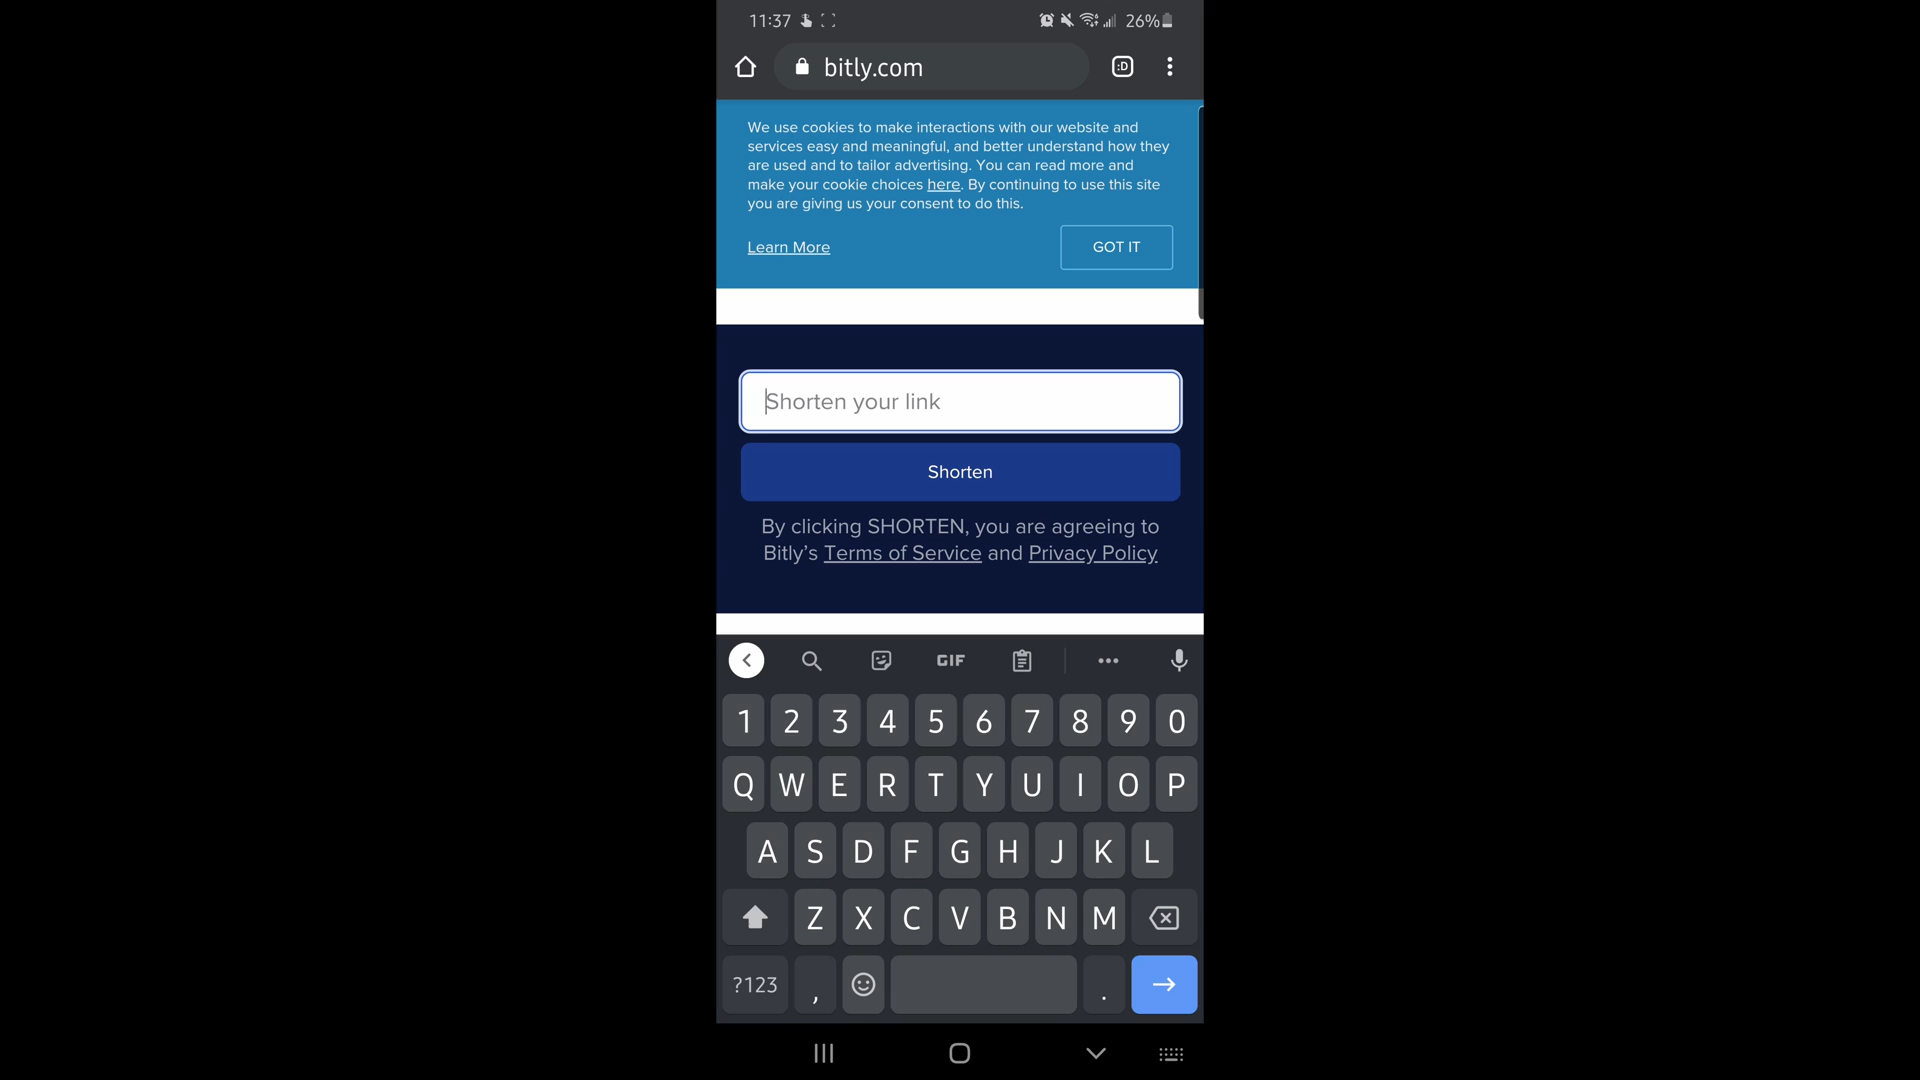 11:37 26%
bitly.com :D
We use cookies to make interactions with our website and
services easy and meaningful, and better understand how they
are used and to tailor advertising. You can read more and
make your cookie choices here. By continuing to use this site
you are giving us your consent to do this.
Learn More GOT IT
Shorten your link
Shorten
By clicking SHORTEN, you are agreeing to
Bitly’s Terms of Service and Privacy Policy
GIF
1 2 3 4 5 6 7 8 9 0
Q W E R T Y U I O P
A S D F G H J K L
Z X C V B N M
?123 , .